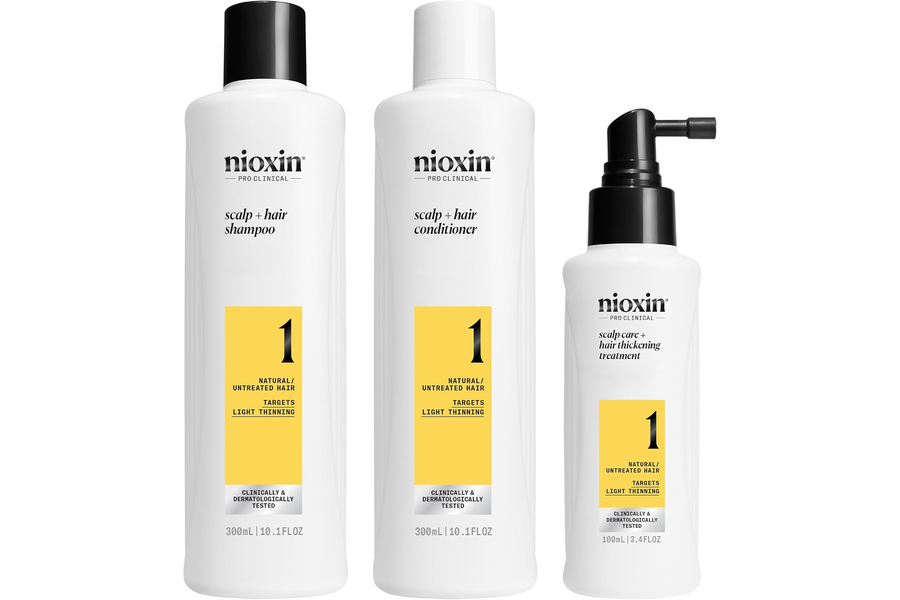 nioxin®
PRO CLINICAL
scalp + hair
shampoo
1
NATURAL/
UNTREATED HAIR
TARGETS
LIGHT THINNING
CLINICALLY &
DERMATOLOGICALLY
TESTED
300mL|10.1FLOZ
nioxin®
PRO CLINICAL
scalp + hair
conditioner
1
NATURAL/
UNTREATED HAIR
TARGETS
LIGHT THINNING
CLINICALLY &
DERMATOLOGICALLY
TESTED
300mL|10.1FLOZ
nioxin®
PRO CLINICAL
scalp care +
hair thickening
treatment
1
NATURAL/
UNTREATED HAIR
TARGETS
LIGHT THINNING
CLINICALLY &
DERMATOLOGICALLY
TESTED
100mL|3.4FLOZ